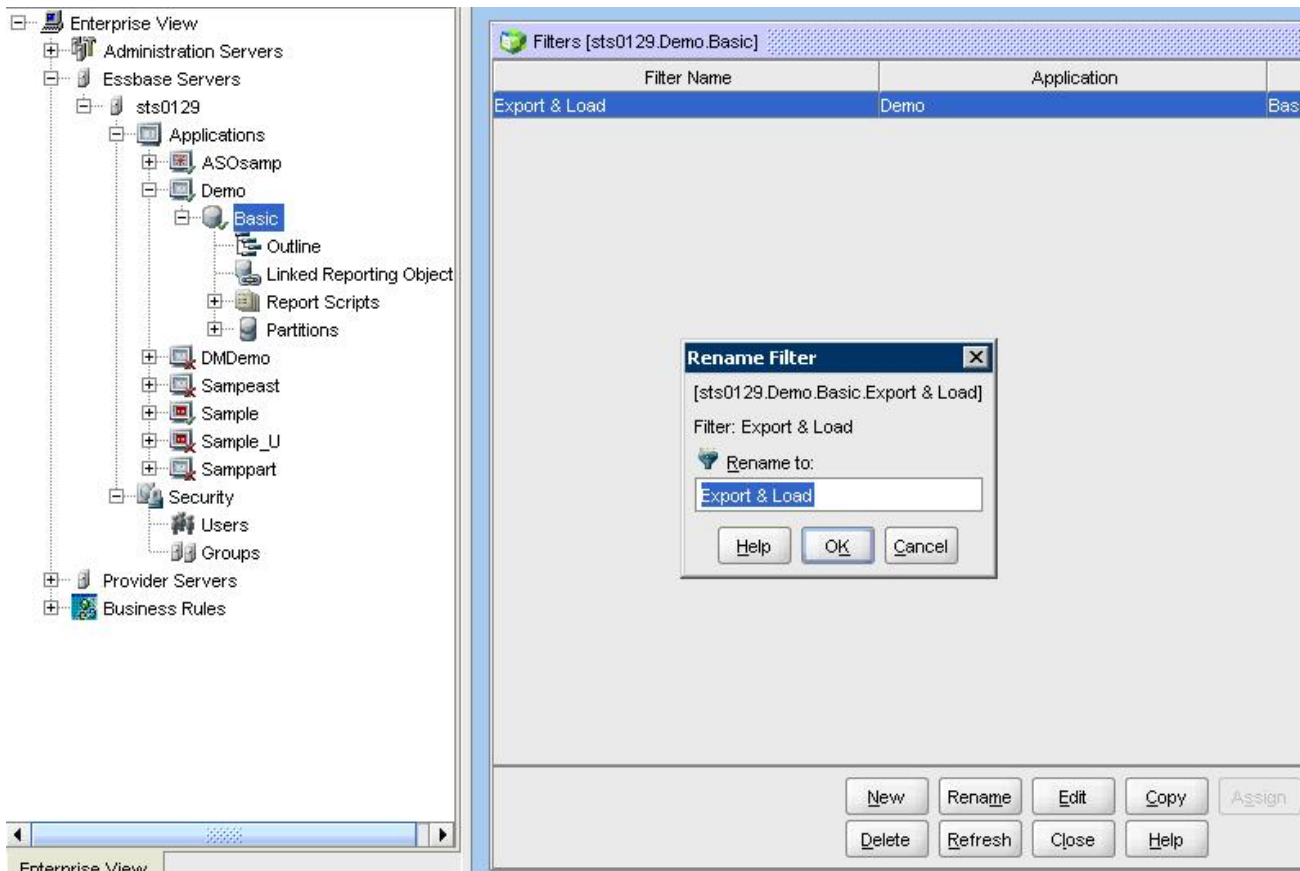 Enterprise View
Administration Servers
Essbase Servers
sts0129
Applications
ASOsamp
Demo
Basic
Outline
Linked Reporting Object
Report Scripts
Partitions
DMDemo
Sampeast
Sample
Sample_U
Samppart
Security
Users
Groups
Provider Servers
Business Rules
Enterprise View
Filters [sts0129.Demo.Basic]
Filter Name Application
Export & Load Demo Bas
Rename Filter
[sts0129.Demo.Basic.Export & Load]
Filter: Export & Load
Rename to:
Export & Load
Help OK Cancel
New Rename Edit Copy Assign
Delete Refresh Close Help